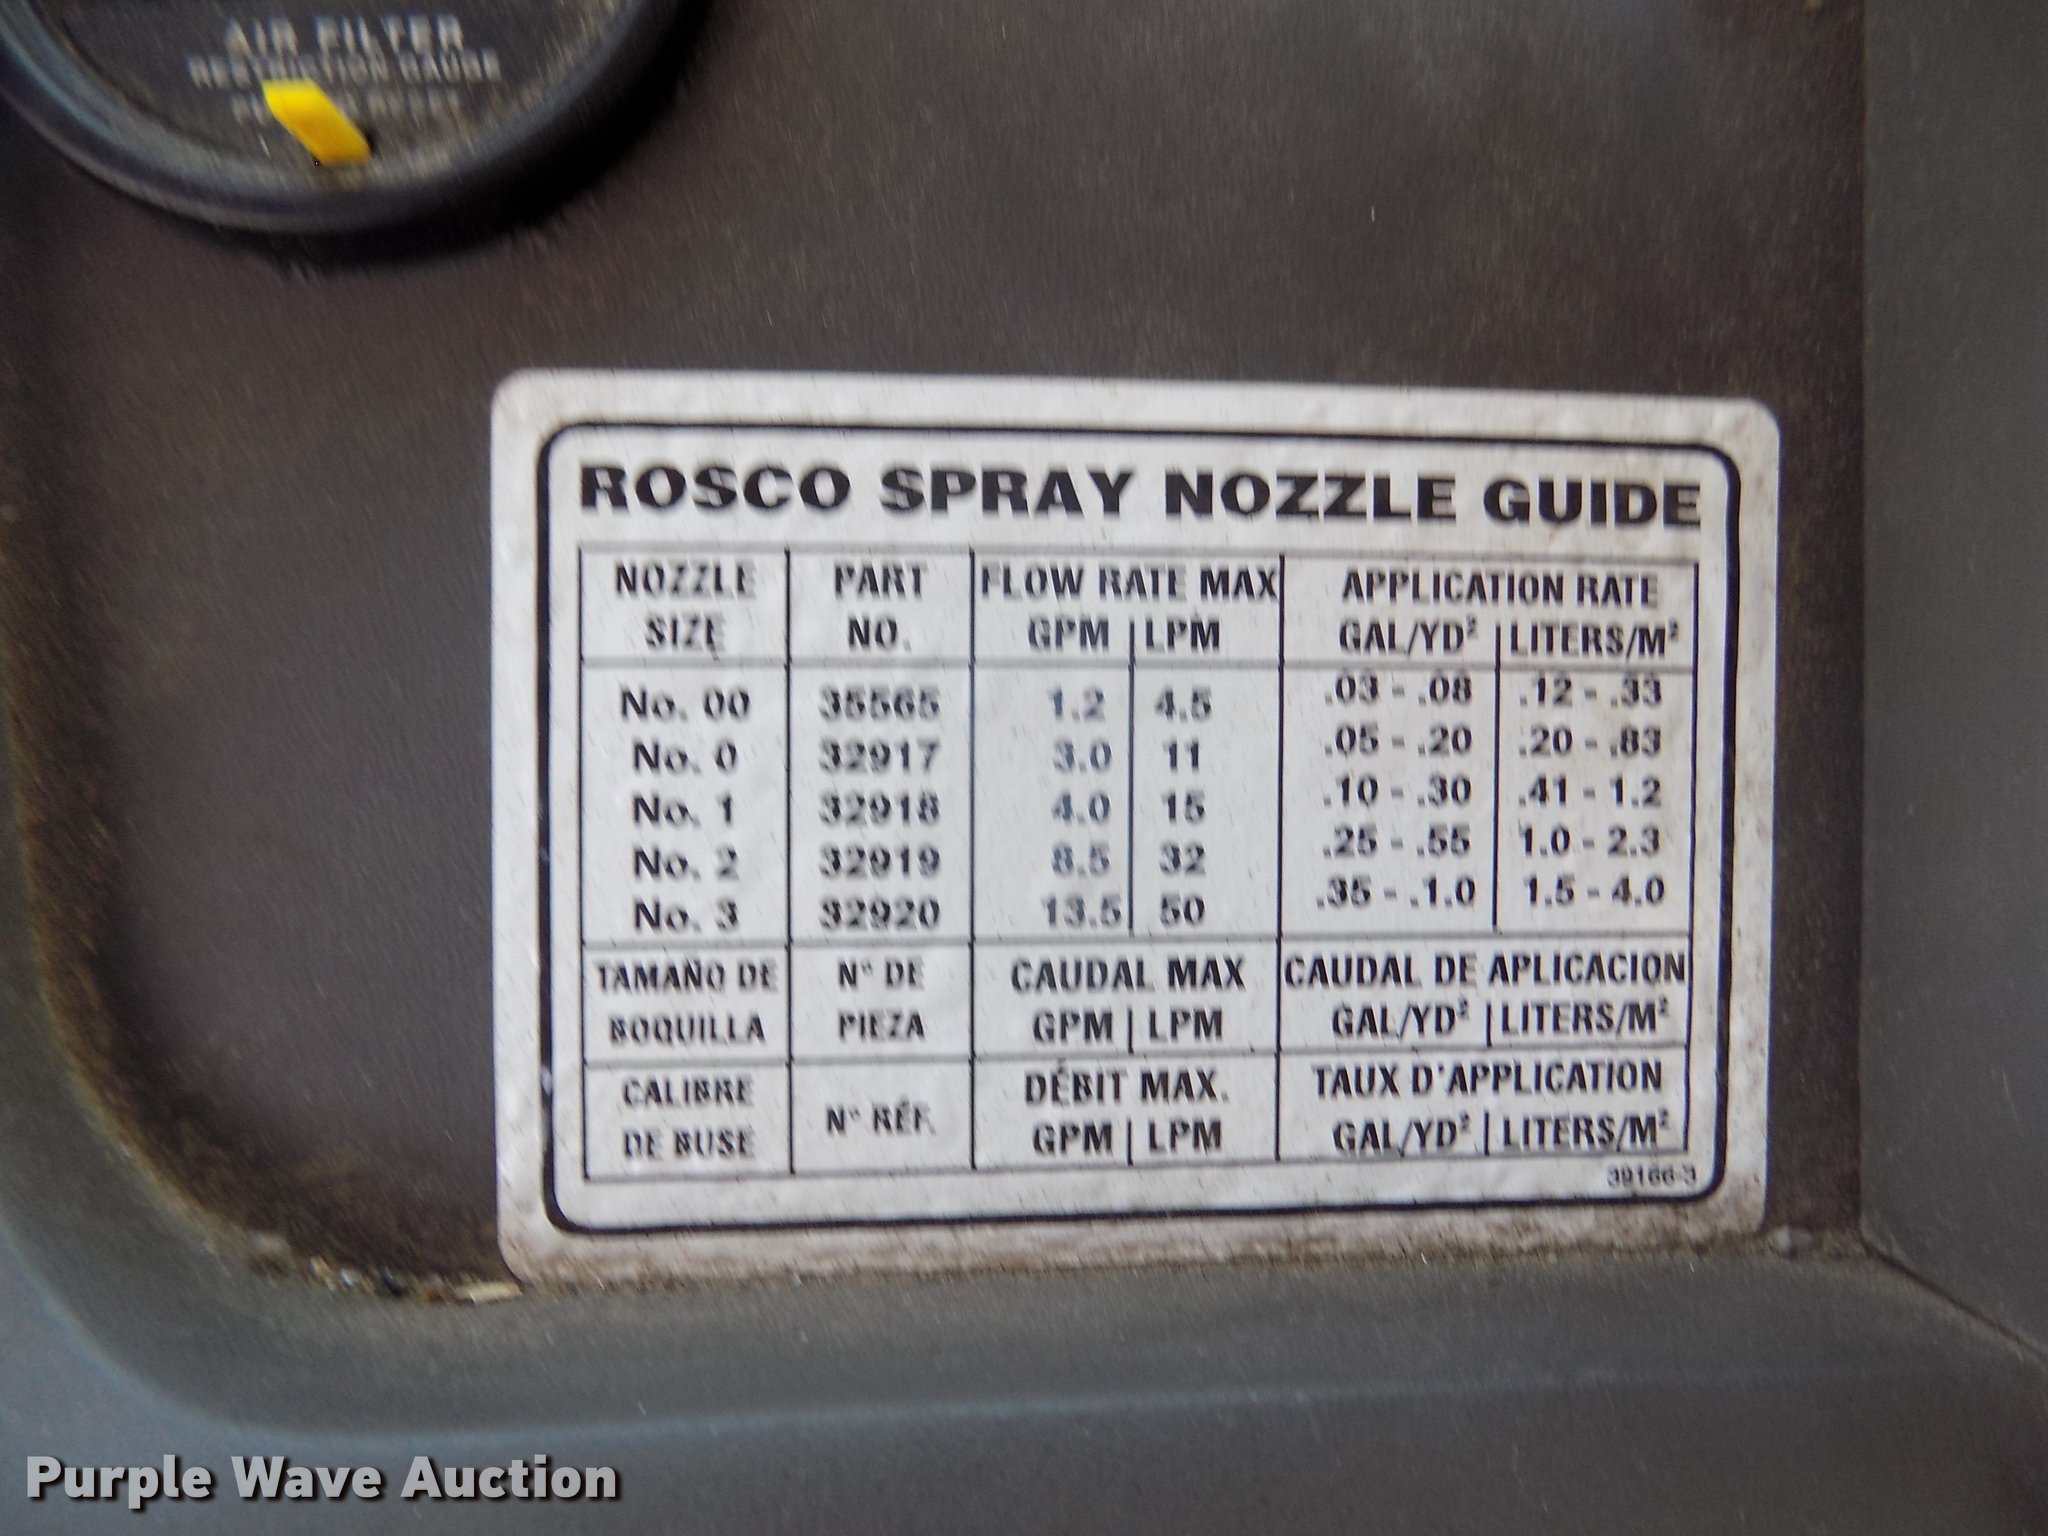 AIR FILTER
RESTRICTION GAUGE
ROSCO SPRAY NOZZLE GUIDE
NOZZLE PART FLOW RATE MAX APPLICATION RATE
SIZE NO. GPM LPM GAL/YD² LITERS/M²
No. 00 35565 1.2 4.5 .03 - .08 .12 - .33
No. 0 32917 3.0 11 .05 - .20 .20 - .83
No. 1 32918 4.0 15 .10 - .30 .41 - 1.2
No. 2 32919 8.5 32 .25 - .55 1.0 - 2.3
No. 3 32920 13.5 50 .35 - .1.0 1.5 - 4.0
TAMAÑO DE N° DE CAUDAL MAX CAUDAL DE APLICACION
BOQUILLA PIEZA GPM LPM GAL/YD² LITERS/M²
CALIBRE N° RÉF. DÉBIT MAX. TAUX D'APPLICATION
DE BUSE GPM LPM GAL/YD² LITERS/M²
39166-3
Purple Wave Auction